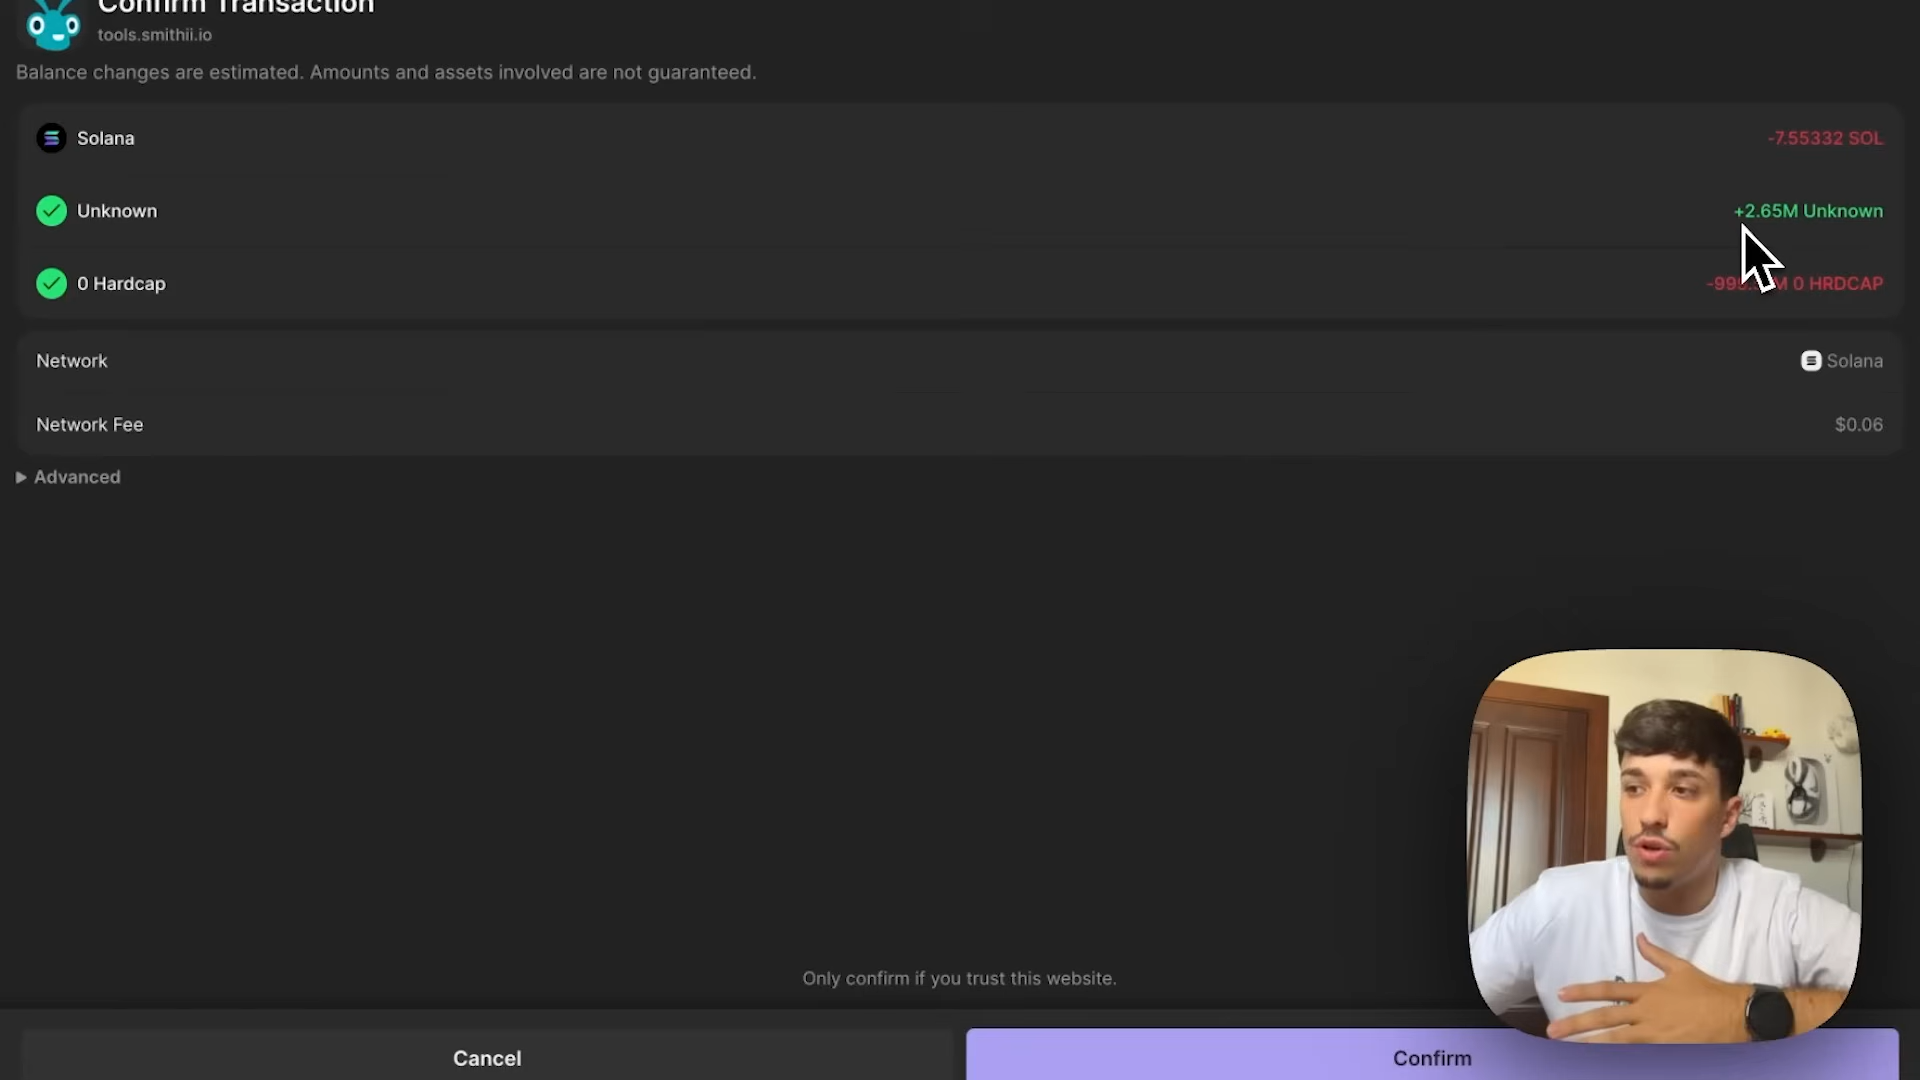 Confirm Transaction
tools.smithii.io
Balance changes are estimated. Amounts and assets involved are not guaranteed.
Solana -7.55332 SOL
Unknown +2.65M Unknown
0 Hardcap 0 HRDCAP
Network Solana
Network Fee $0.06
Advanced
Only confirm if you trust this website.
Cancel Confirm